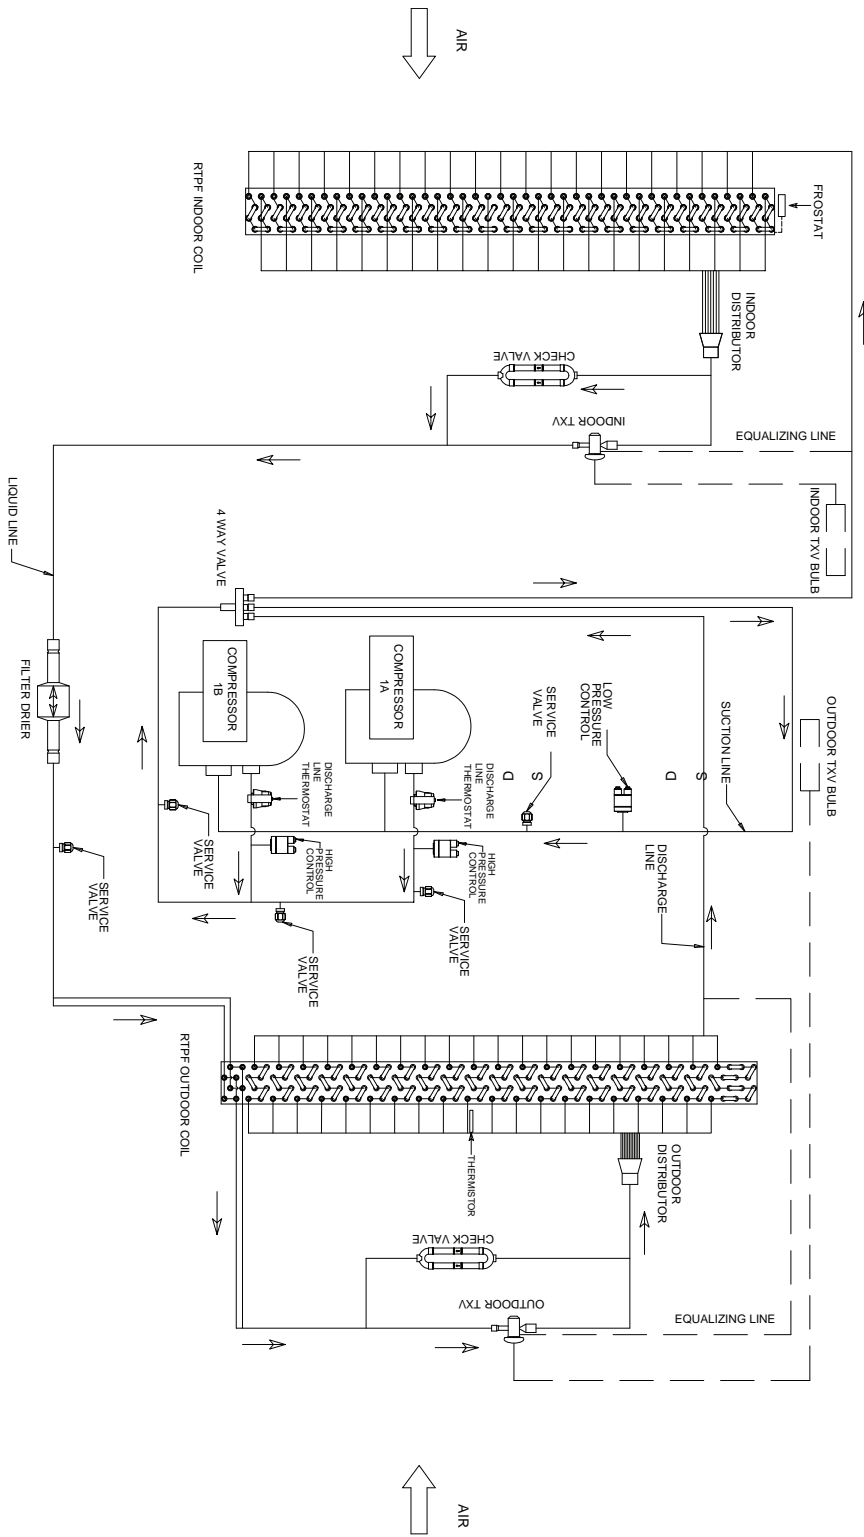 AIR
RTPF INDOOR COIL
FROSTAT
INDOOR
DISTRIBUTOR
CHECK VALVE
INDOOR TXV
EQUALIZING LINE
INDOOR TXV BULB
LIQUID LINE
4 WAY VALVE
FILTER DRIER
COMPRESSOR
1B
COMPRESSOR
1A
DISCHARGE
LINE
THERMOSTAT
DISCHARGE
LINE
THERMOSTAT
D
S
SERVICE
VALVE
LOW
PRESSURE
CONTROL
D
S
SUCTION LINE
OUTDOOR TXV BULB
SERVICE
VALVE
SERVICE
VALVE
HIGH
PRESSURE
CONTROL
HIGH
PRESSURE
CONTROL
SERVICE
VALVE
SERVICE
VALVE
DISCHARGE
LINE
RTPF OUTDOOR COIL
THERMISTOR
OUTDOOR
DISTRIBUTOR
CHECK VALVE
OUTDOOR TXV
EQUALIZING LINE
AIR